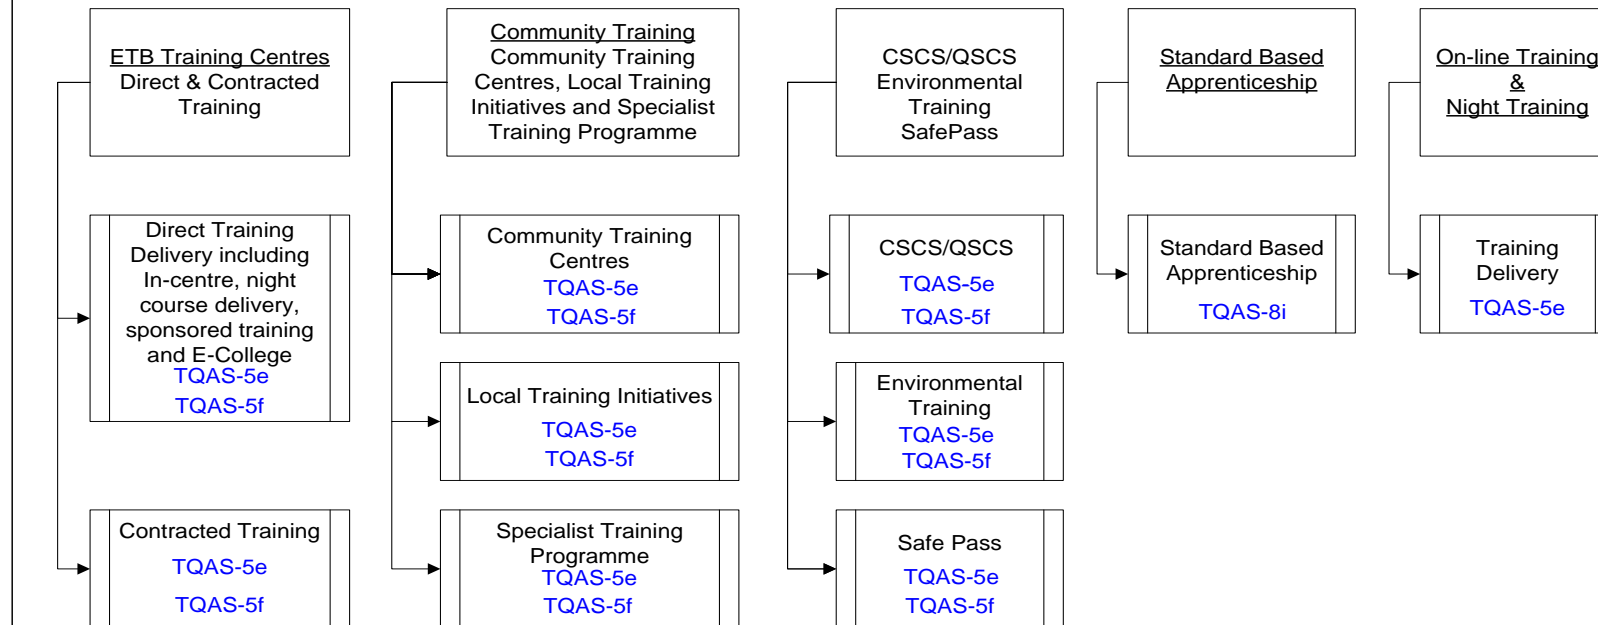 ETB Training Centres
Direct & Contracted
Training
Community Training
Community Training
Centres, Local Training
Initiatives and Specialist
Training Programme
CSCS/QSCS
Environmental
Training
SafePass
Standard Based
Apprenticeship
On-line Training
&
Night Training
Direct Training
Delivery including
In-centre, night
course delivery,
sponsored training
and E-College
TQAS-5e
TQAS-5f
Community Training
Centres
TQAS-5e
TQAS-5f
CSCS/QSCS
TQAS-5e
TQAS-5f
Standard Based
Apprenticeship
TQAS-8i
Training
Delivery
TQAS-5e
Local Training Initiatives
TQAS-5e
TQAS-5f
Environmental
Training
TQAS-5e
TQAS-5f
Contracted Training
TQAS-5e
TQAS-5f
Specialist Training
Programme
TQAS-5e
TQAS-5f
Safe Pass
TQAS-5e
TQAS-5f